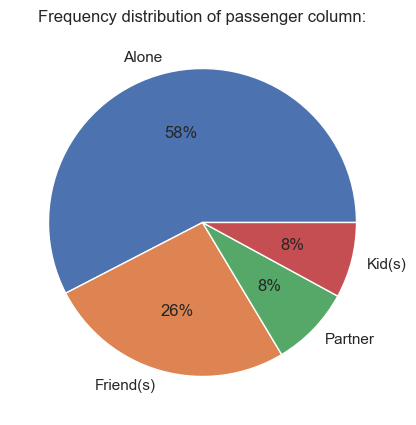 Frequency distribution of passenger column:
Alone
58%
8%
Kid(s)
8%
26%
Partner
Friend(s)